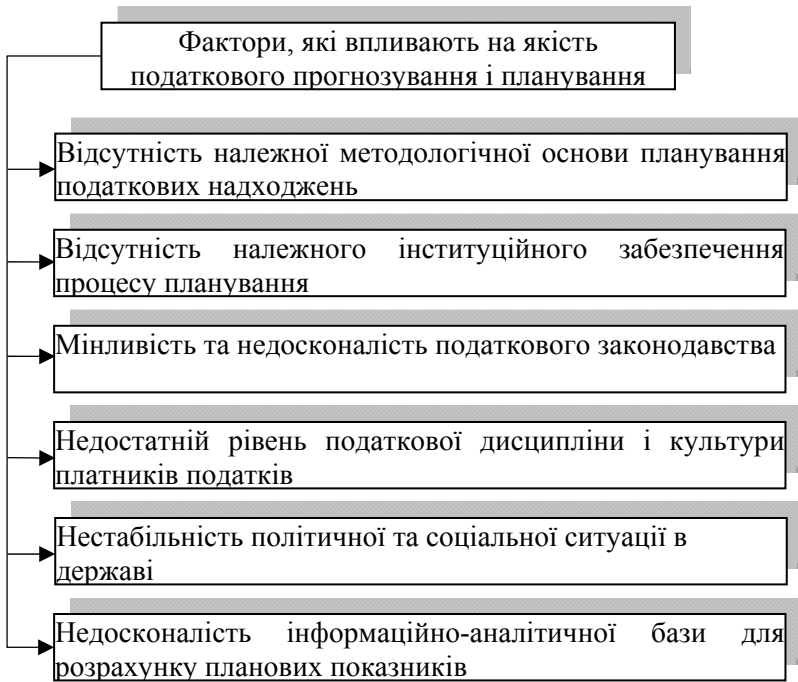 Фактори, які впливають на якість
податкового прогнозування і планування
Відсутність належної методологічної основи планування
податкових надходжень
Відсутність належного інституційного забезпечення
процесу планування
Мінливість та недосконалість податкового законодавства
Недостатній рівень податкової дисципліни і культури
платників податків
Нестабільність політичної та соціальної ситуації в
державі
Недосконалість інформаційно-аналітичної бази для
розрахунку планових показників